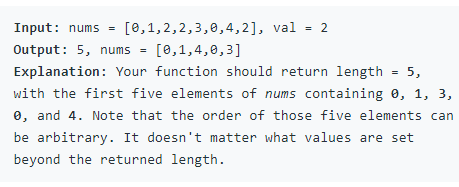 Input: nums = [0,1,2,2,3,0,4,2], val = 2
Output: 5, nums = [0,1,4,0,3]
Explanation: Your function should return length = 5,
with the first five elements of nums containing 0, 1, 3,
0, and 4. Note that the order of those five elements can
be arbitrary. It doesn't matter what values are set
beyond the returned length.